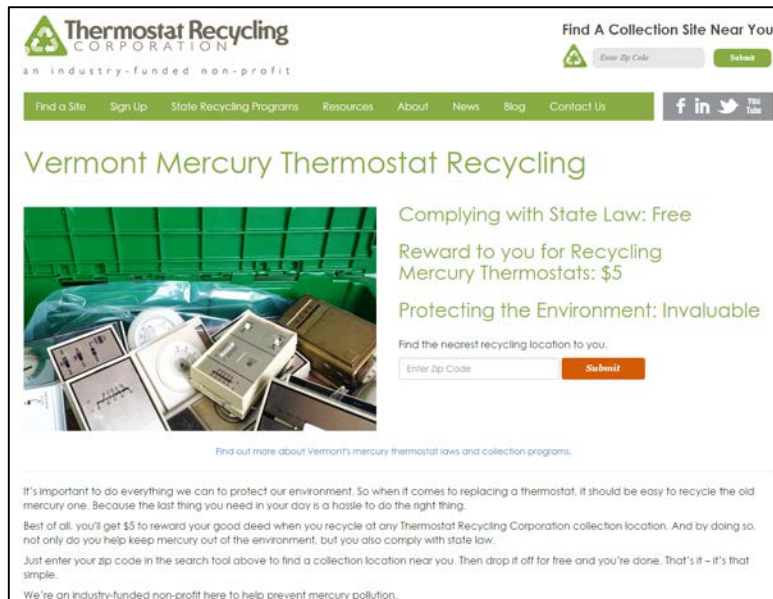 Thermostat Recycling
CORPORATION
an industry-funded non-profit
Find A Collection Site Near You
Enter Zip Code
Submit
Find a Site
Sign Up
State Recycling Programs
Resources
About
News
Blog
Contact Us
f in You
Tube
Vermont Mercury Thermostat Recycling
Complying with State Law: Free
Reward to you for Recycling
Mercury Thermostats: $5
Protecting the Environment: Invaluable
Find the nearest recycling location to you.
Enter Zip Code
Submit
Find out more about Vermont's mercury thermostat laws and collection programs.
It's important to do everything we can to protect our environment. So when it comes to replacing a thermostat, it should be easy to recycle the old
mercury one. Because the last thing you need in your day is a hassle to do the right thing.
Best of all, you'll get $5 to reward your good deed when you recycle at any Thermostat Recycling Corporation collection location. And by doing so,
not only do you help keep mercury out of the environment, but you also comply with state law.
Just enter your zip code in the search tool above to find a collection location near you. Then drop it off for free and you're done. That's it – it's that
simple.
We're an industry-funded non-profit here to help prevent mercury pollution.